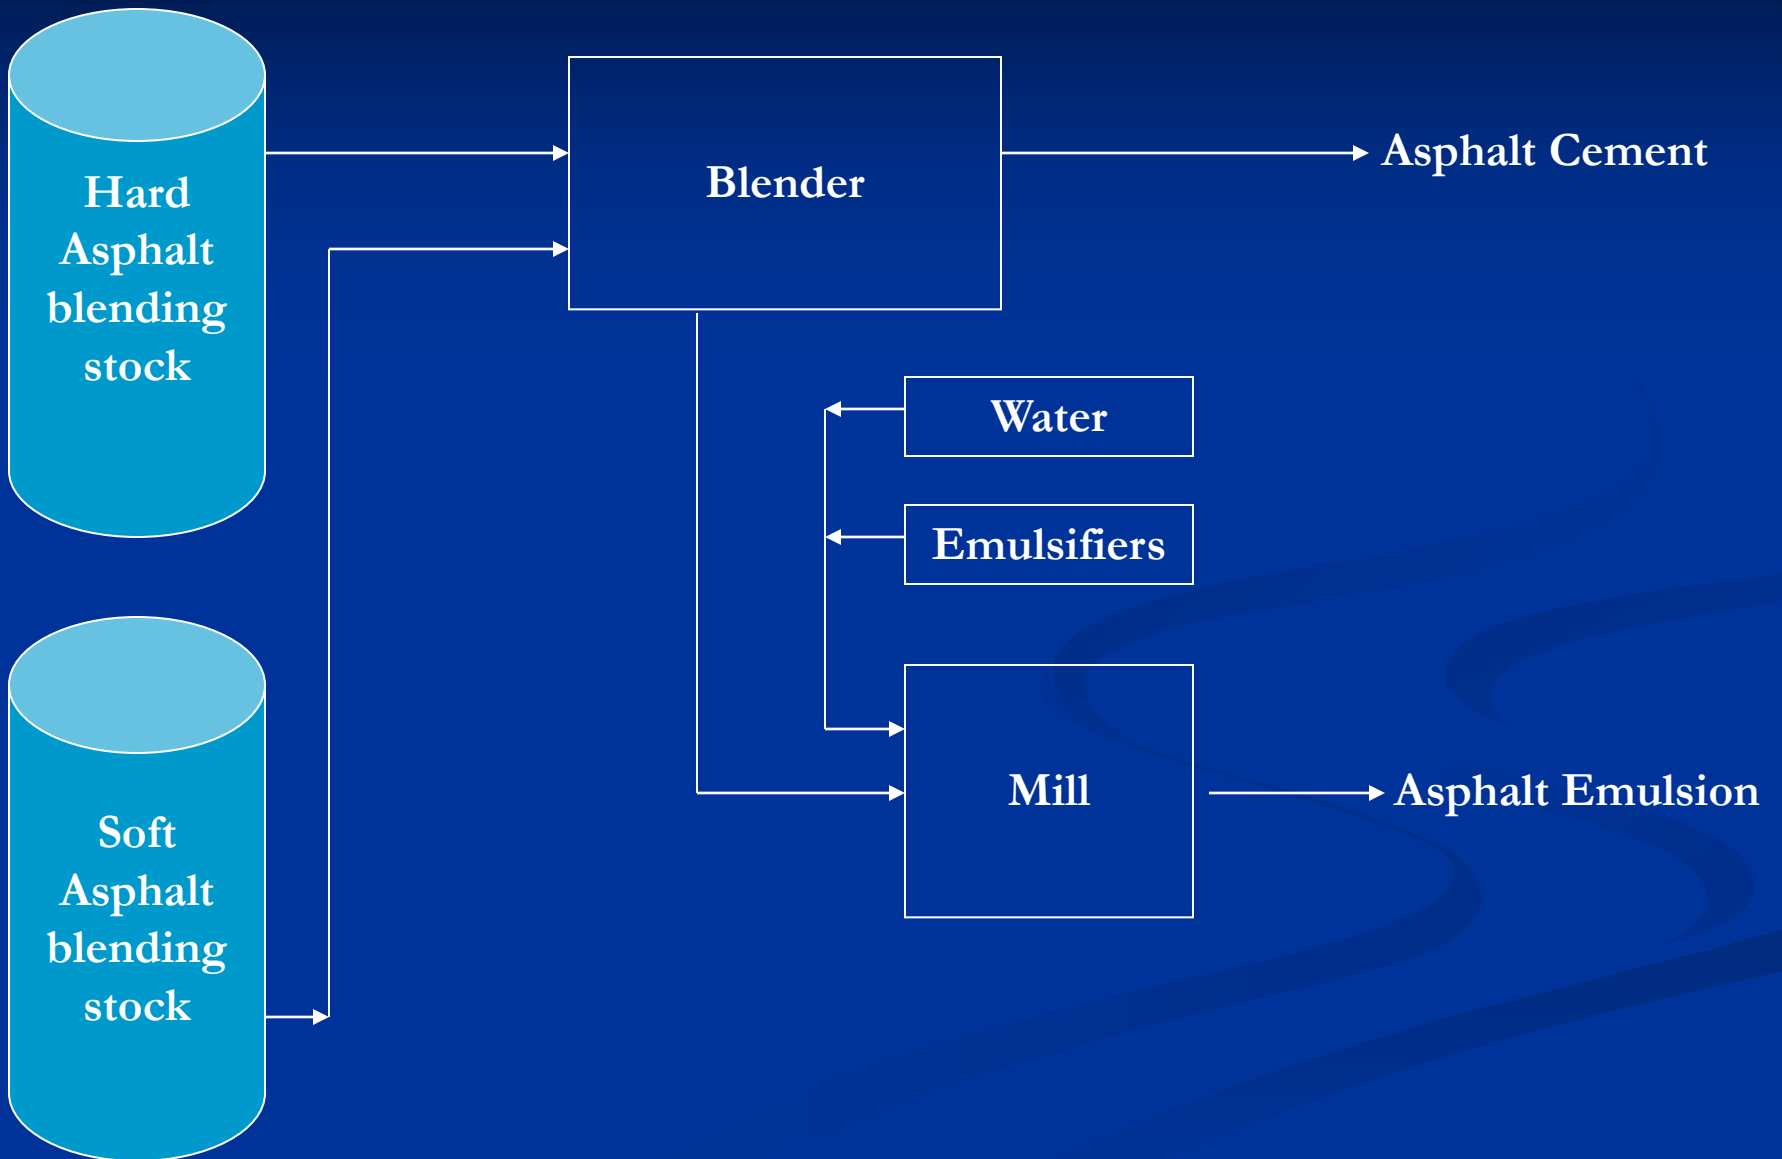 Hard
Asphalt
blending
stock
Blender
Asphalt Cement
Water
Emulsifiers
Soft
Asphalt
blending
stock
Mill
Asphalt Emulsion